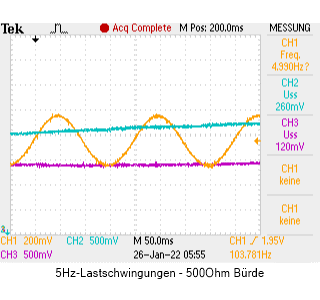 Tek Acq Complete M Pos: 200.0ms MESSUNG
CH1
Freq.
4.990Hz?
CH2
Uss
260mV
CH3
Uss
120mV
CH1
keine
CH1
keine
CH1 200mV CH2 500mV M 50.0ms CH1 / 1.95V
CH3 500mV 26-Jan-22 05:55 103.781Hz
5Hz-Lastschwingungen - 500Ohm Bürde